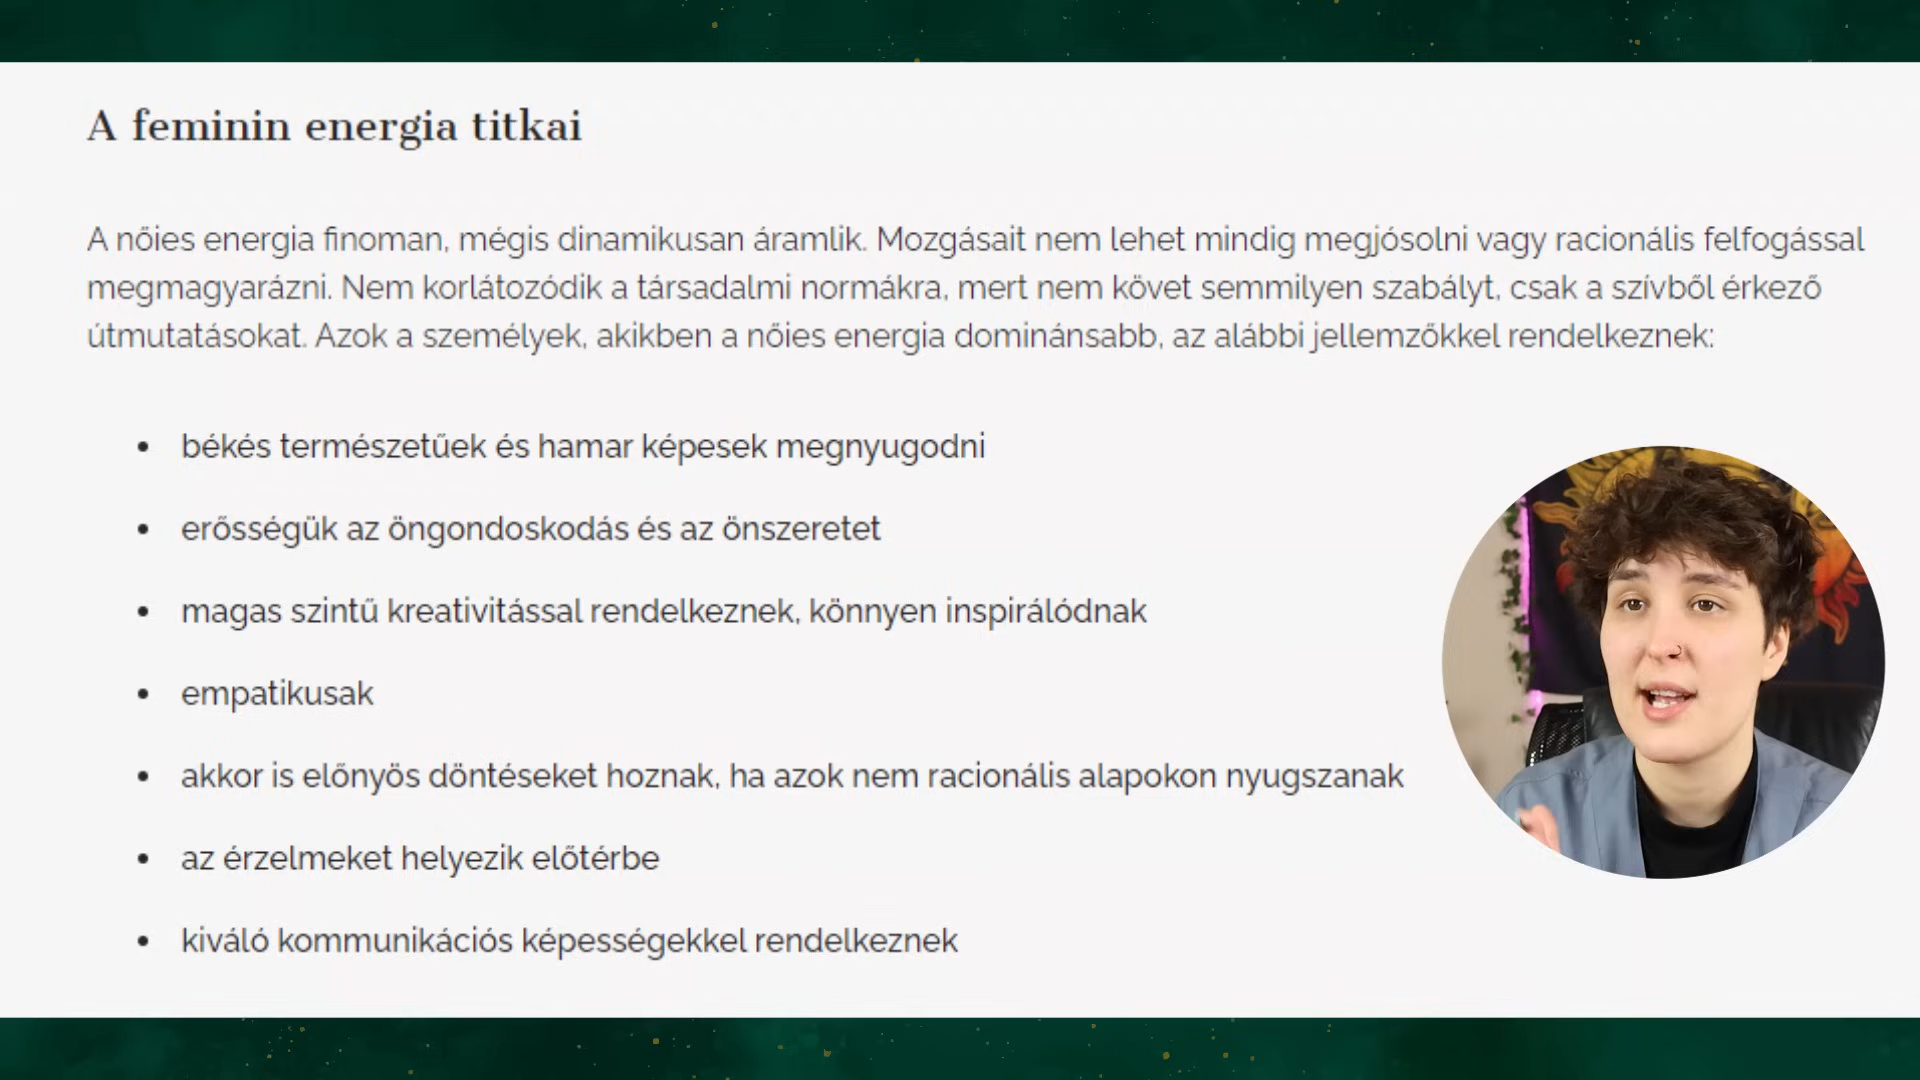 A feminin energia titkai
A nőies energia finoman, mégis dinamikusan áramlik. Mozgásait nem lehet mindig megjósolni vagy racionális felfogással
megmagyarázni. Nem korlátozódik a társadalmi normákra, mert nem követ semmilyen szabályt, csak a szívből érkező
útmutatásokat. Azok a személyek, akikben a nőies energia dominánsabb, az alábbi jellemzőkkel rendelkeznek:
• békés természetűek és hamar képesek megnyugodni
• erősségük az öngondoskodás és az önszeretet
• magas szintű kreativitással rendelkeznek, könnyen inspirálódnak
• empatikusak
• akkor is előnyös döntéseket hoznak, ha azok nem racionális alapokon nyugszanak
• az érzelmeket helyezik előtérbe
• kiváló kommunikációs képességekkel rendelkeznek